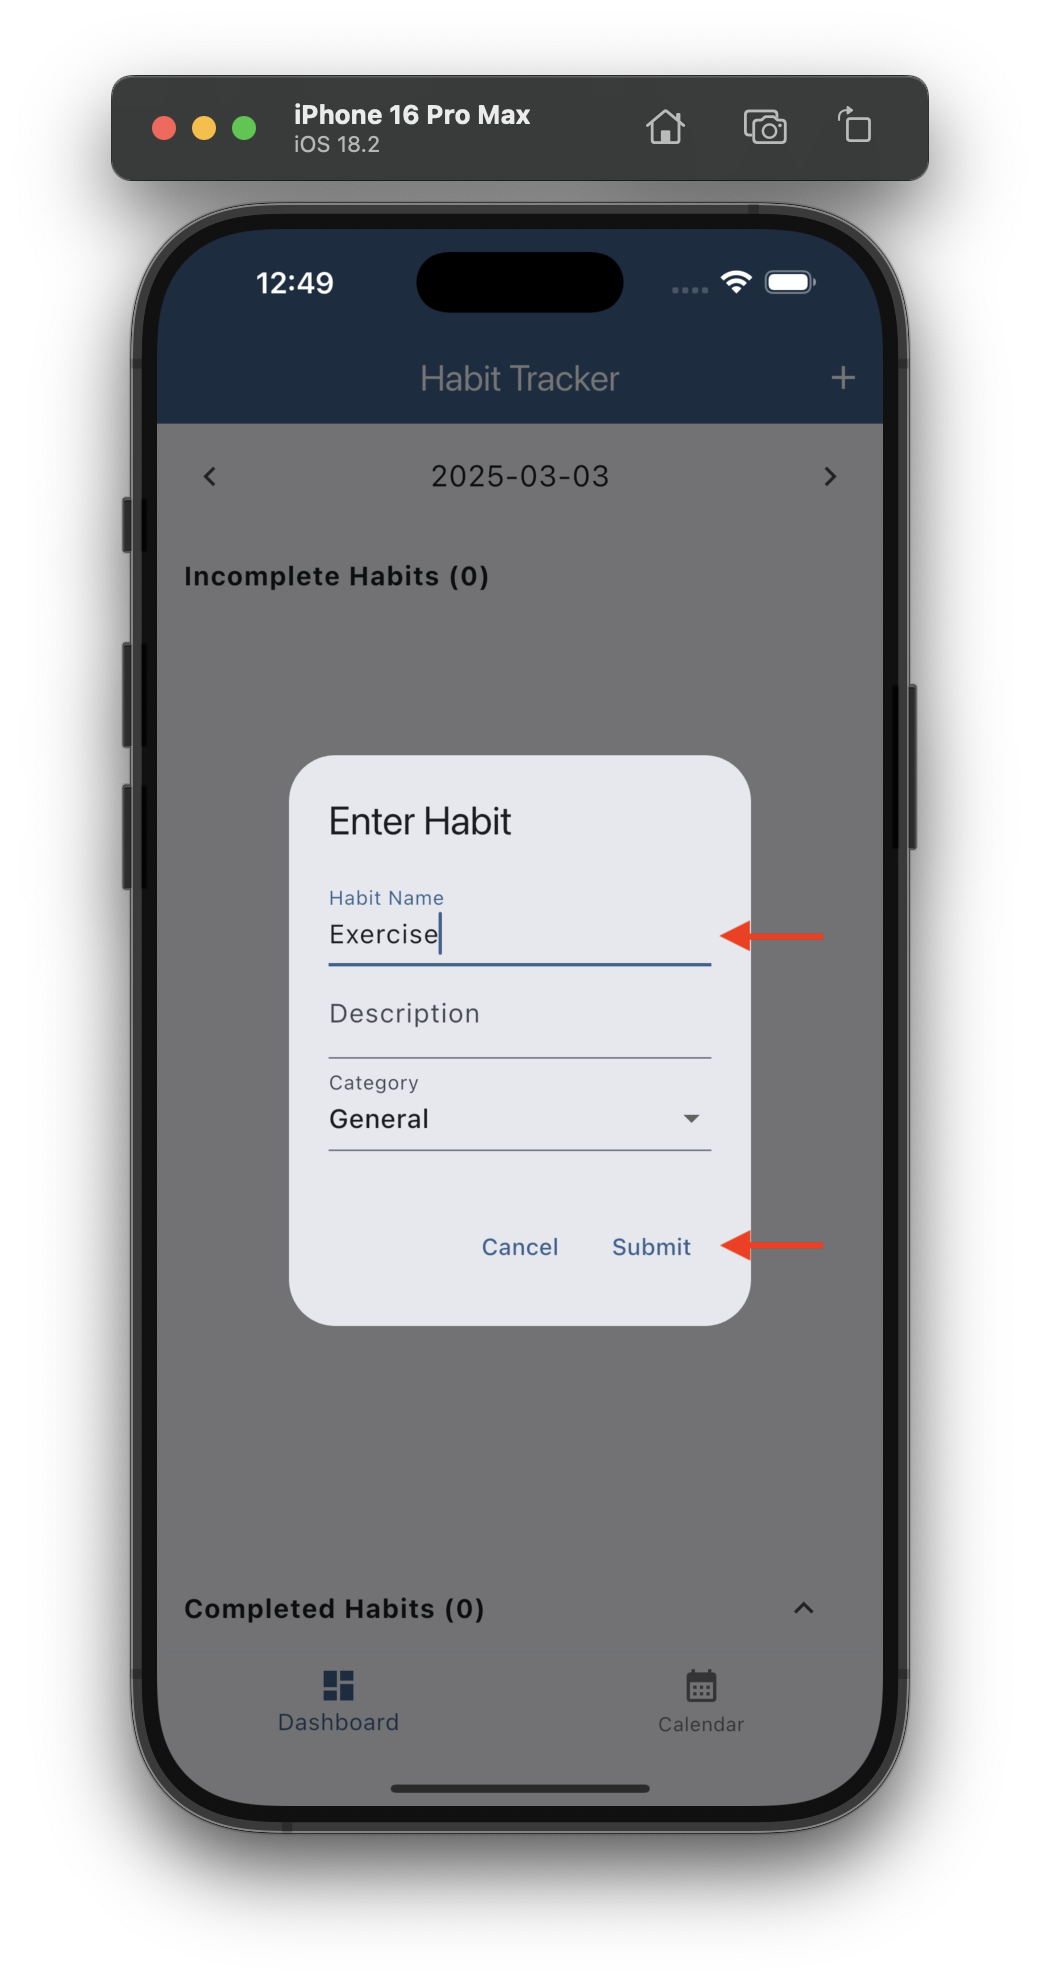 iPhone 16 Pro Max
iOS 18.2
12:49
Habit Tracker
2025-03-03
Incomplete Habits (0)
Enter Habit
Habit Name
Exercise
Description
Category
General
Cancel Submit
Completed Habits (0)
Dashboard Calendar